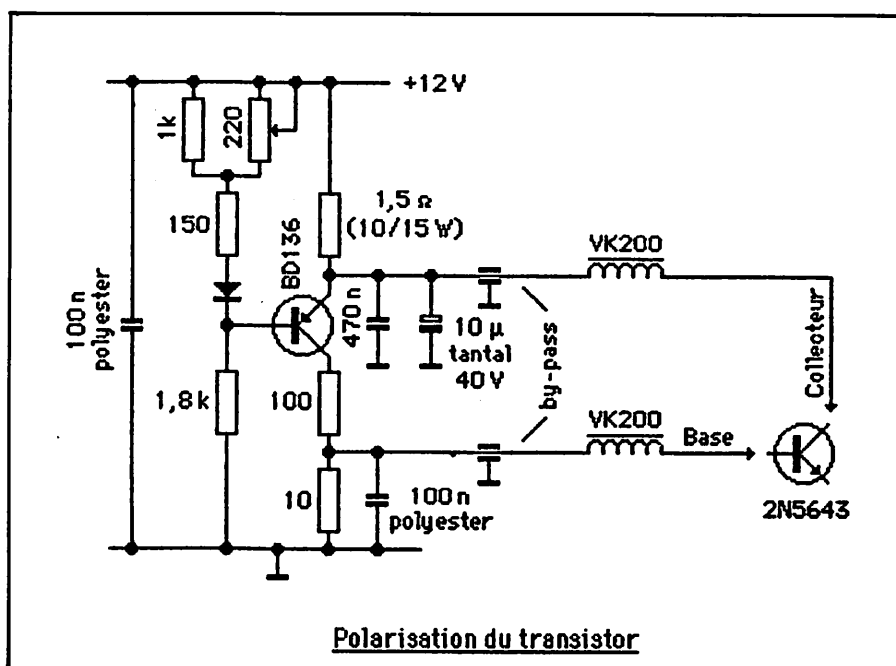 +12V
1k
220
150
BD136
1,5 Ω
(10/15 W)
VK200
100n
polyester
470n
10 µ
tantal
40V
by-pass
Collecteur
1,8k
100
VK200
Base
10
100n
polyester
2N5643
Polarisation du transistor